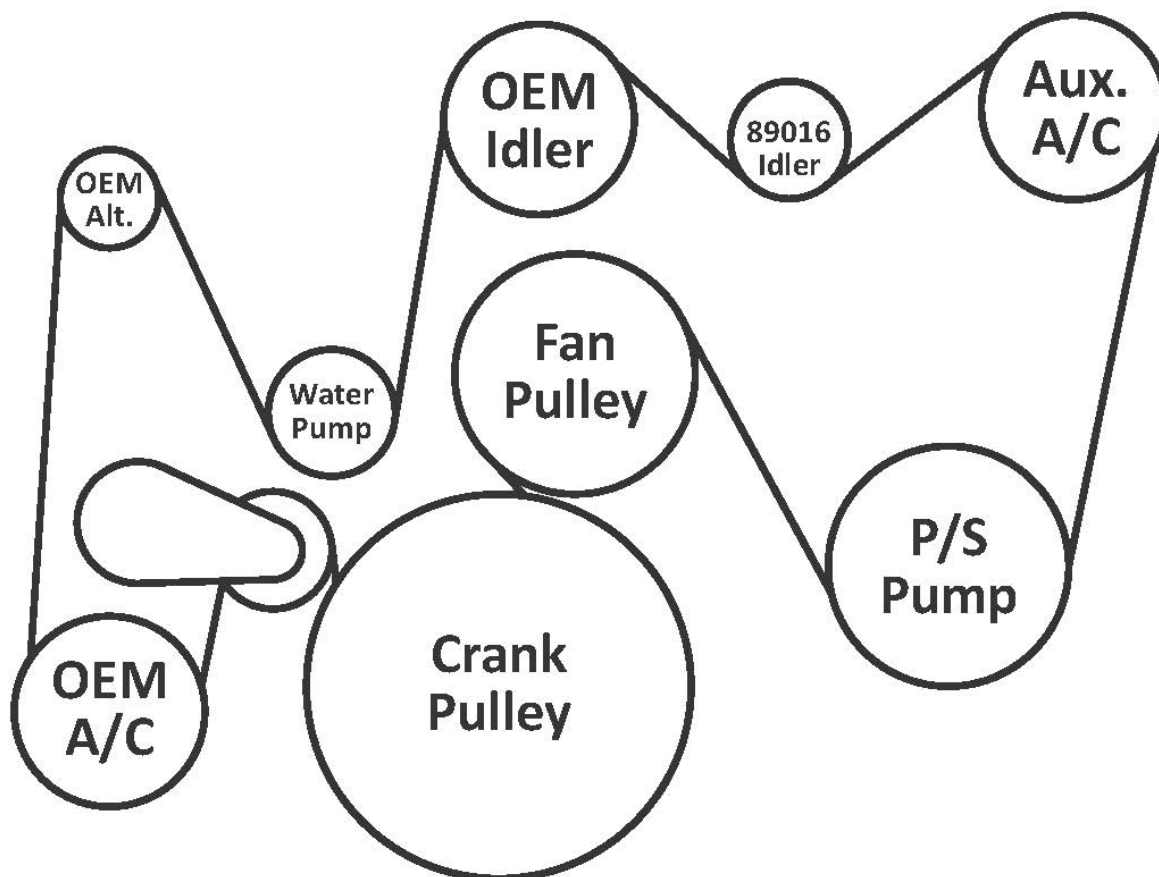 OEM
Idler
Aux.
A/C
89016
Idler
OEM
Alt.
Fan
Pulley
Water
Pump
P/S
Pump
OEM
A/C
Crank
Pulley